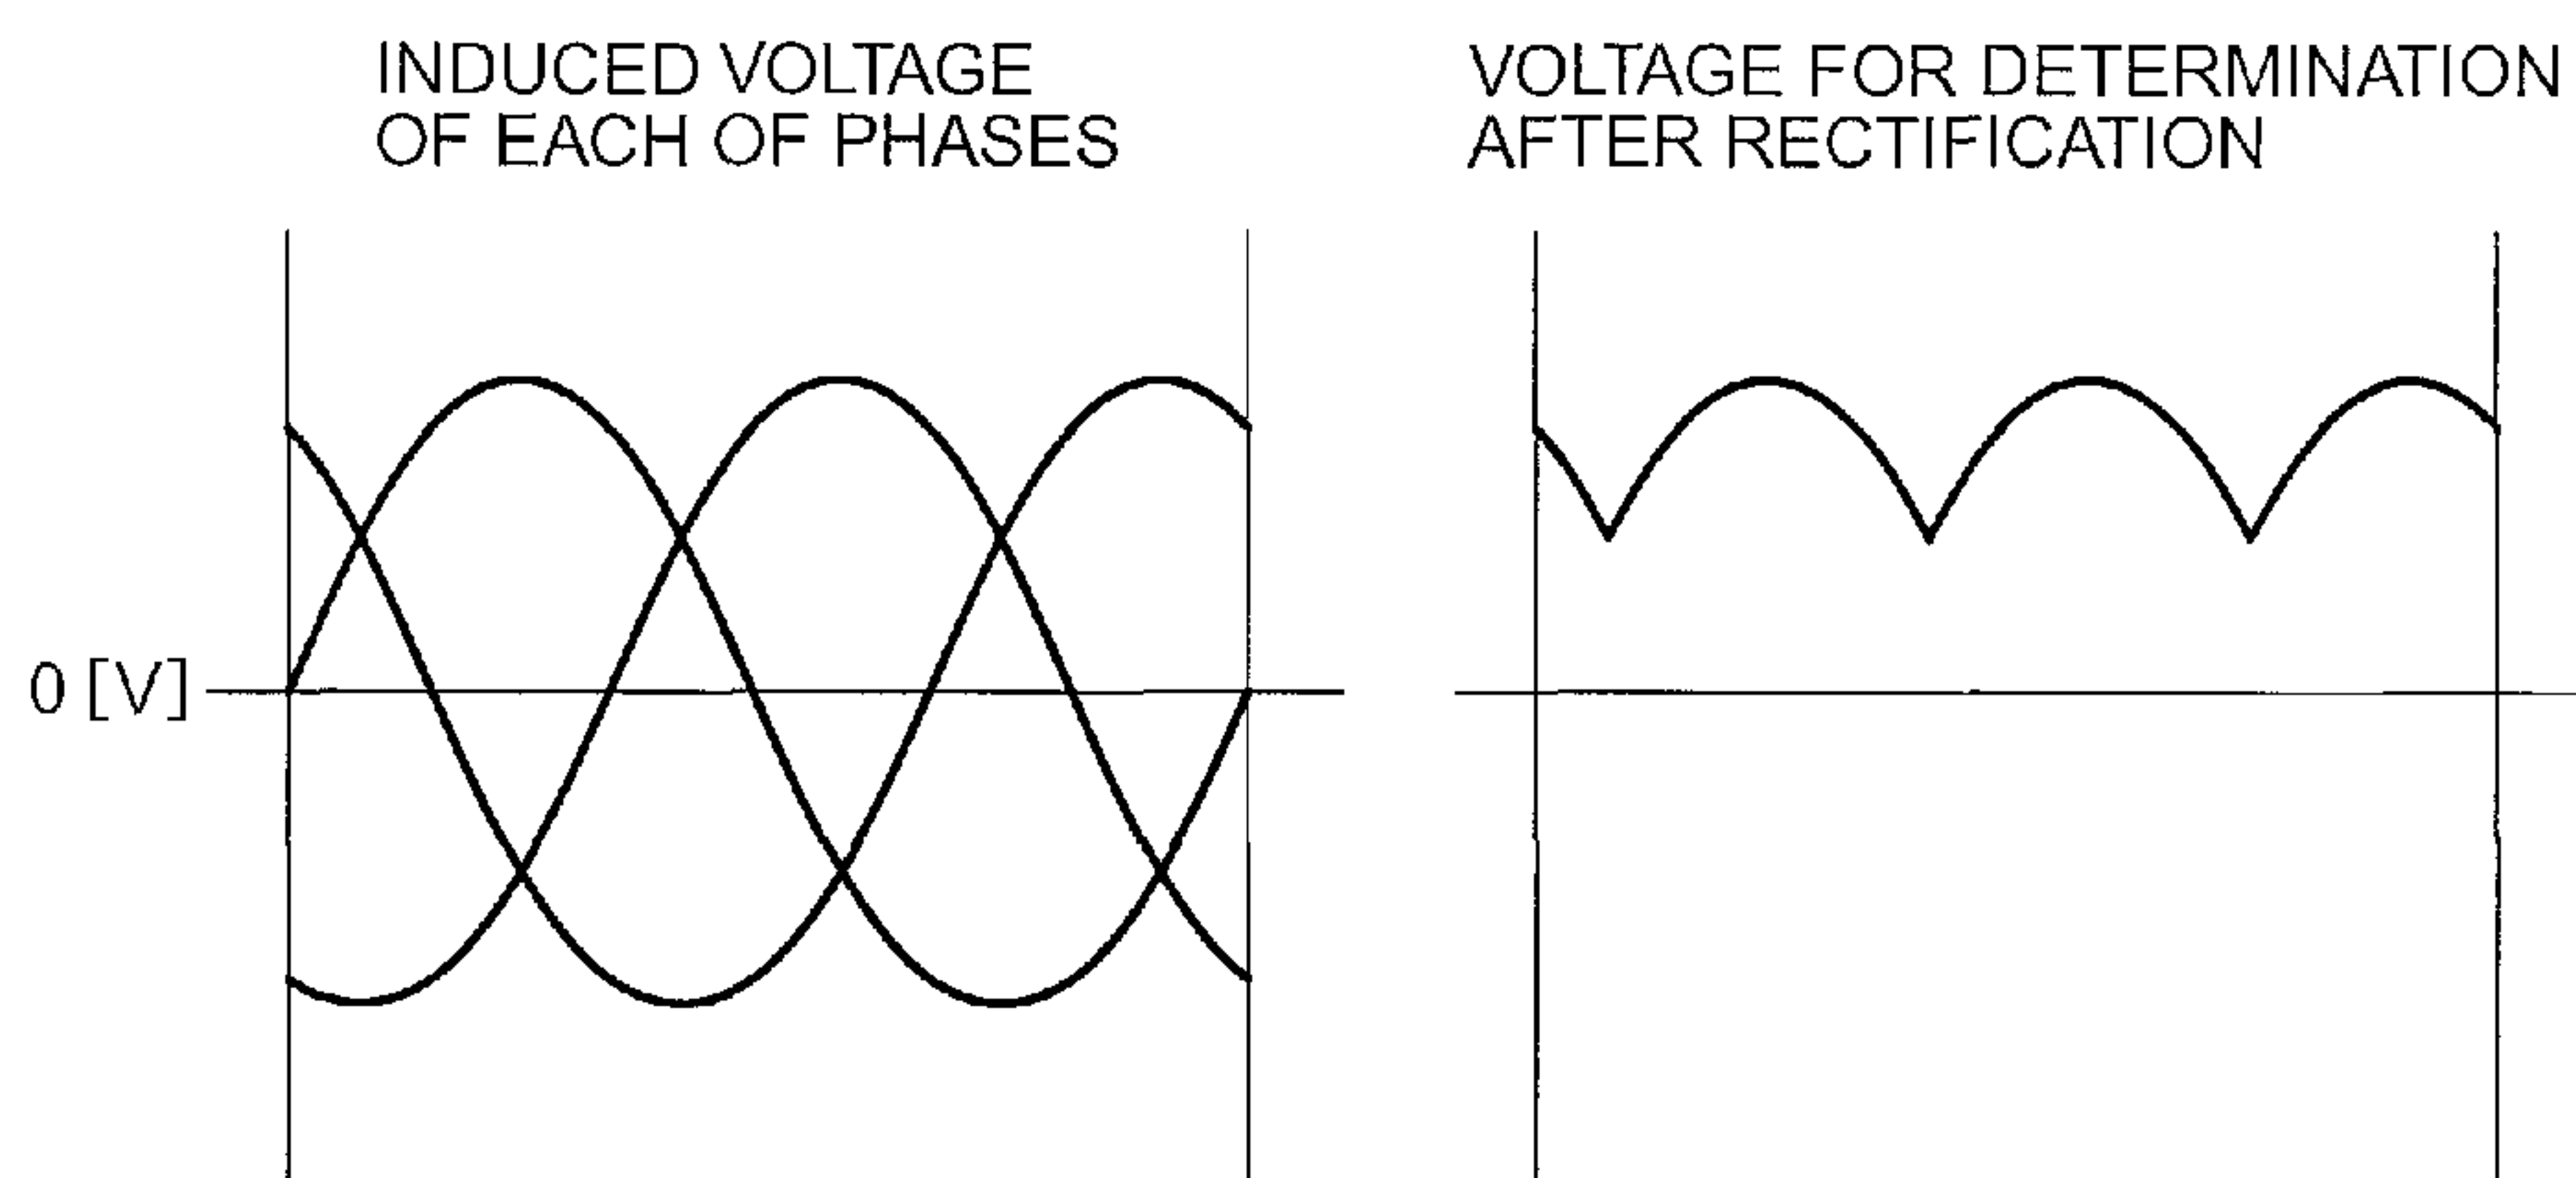 INDUCED VOLTAGE
OF EACH OF PHASES
VOLTAGE FOR DETERMINATION
AFTER RECTIFICATION
0 [V]